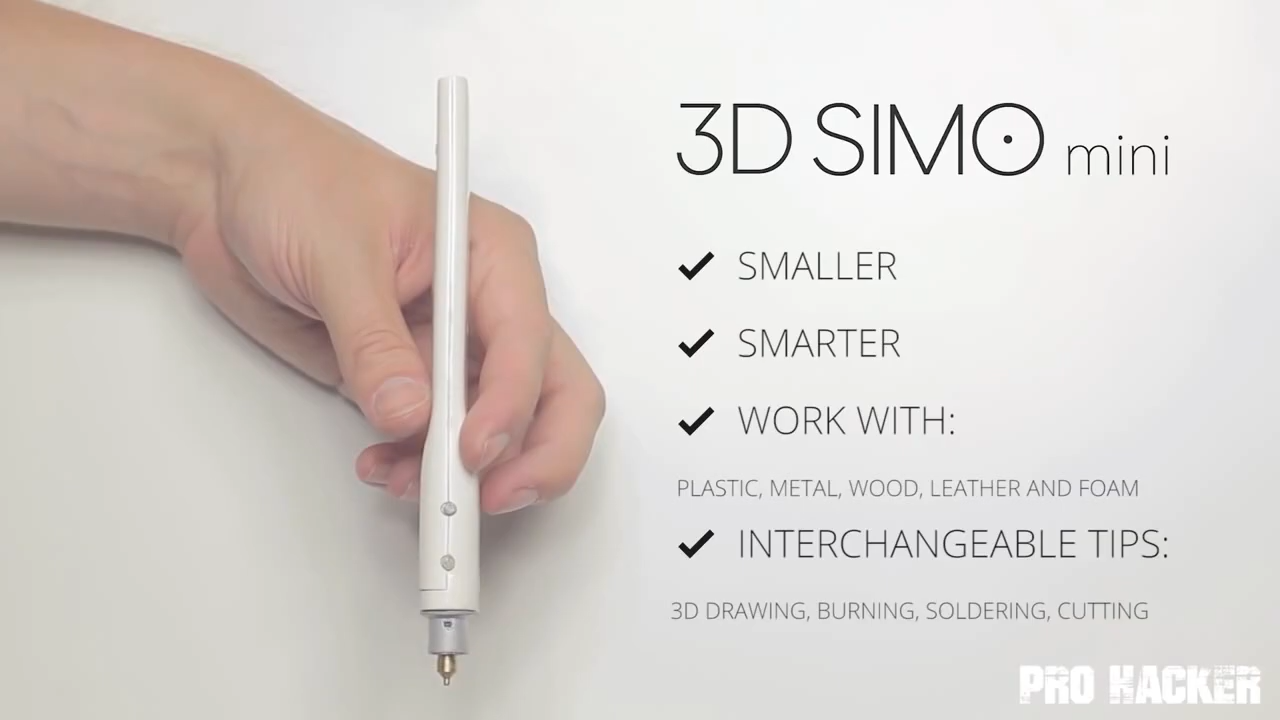 3D SIMO mini
SMALLER
SMARTER
WORK WITH:
PLASTIC, METAL, WOOD, LEATHER AND FOAM
INTERCHANGEABLE TIPS:
3D DRAWING, BURNING, SOLDERING, CUTTING
PRO HACKER